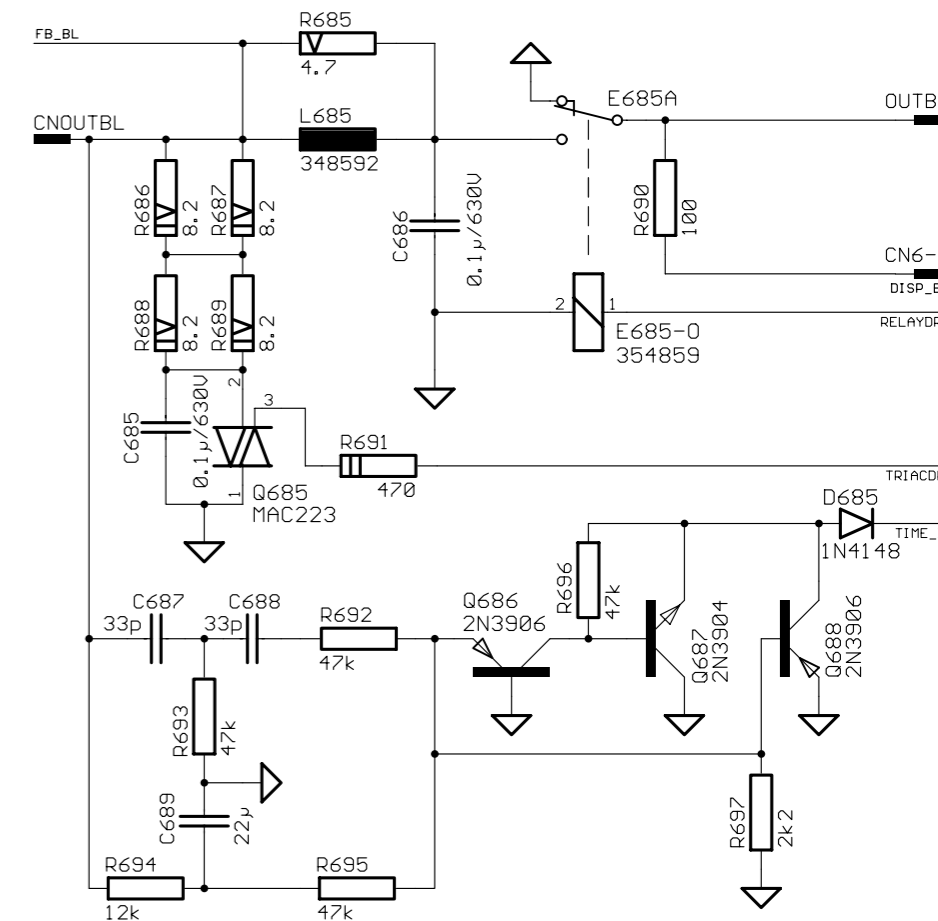 R685
FB_BL
4.7
E685A
OUTB
CNOUTBL
L685
348592
R686
8.2
R687
8.2
C686
0.1µ/630V
R690
100
CN6-
DISP_E
R688
8.2
R689
8.2
2
1
RELAYDR
E685-O
354859
C685
0.1µ/630V
2
3
R691
470
TRIACD
1
Q685
MAC223
D685
1N4148
TIME_
C687
33p
C688
33p
R692
47k
Q686
2N3906
R696
47k
Q687
2N3904
Q688
2N3906
R693
47k
C689
22µ
R697
2k2
R694
12k
R695
47k